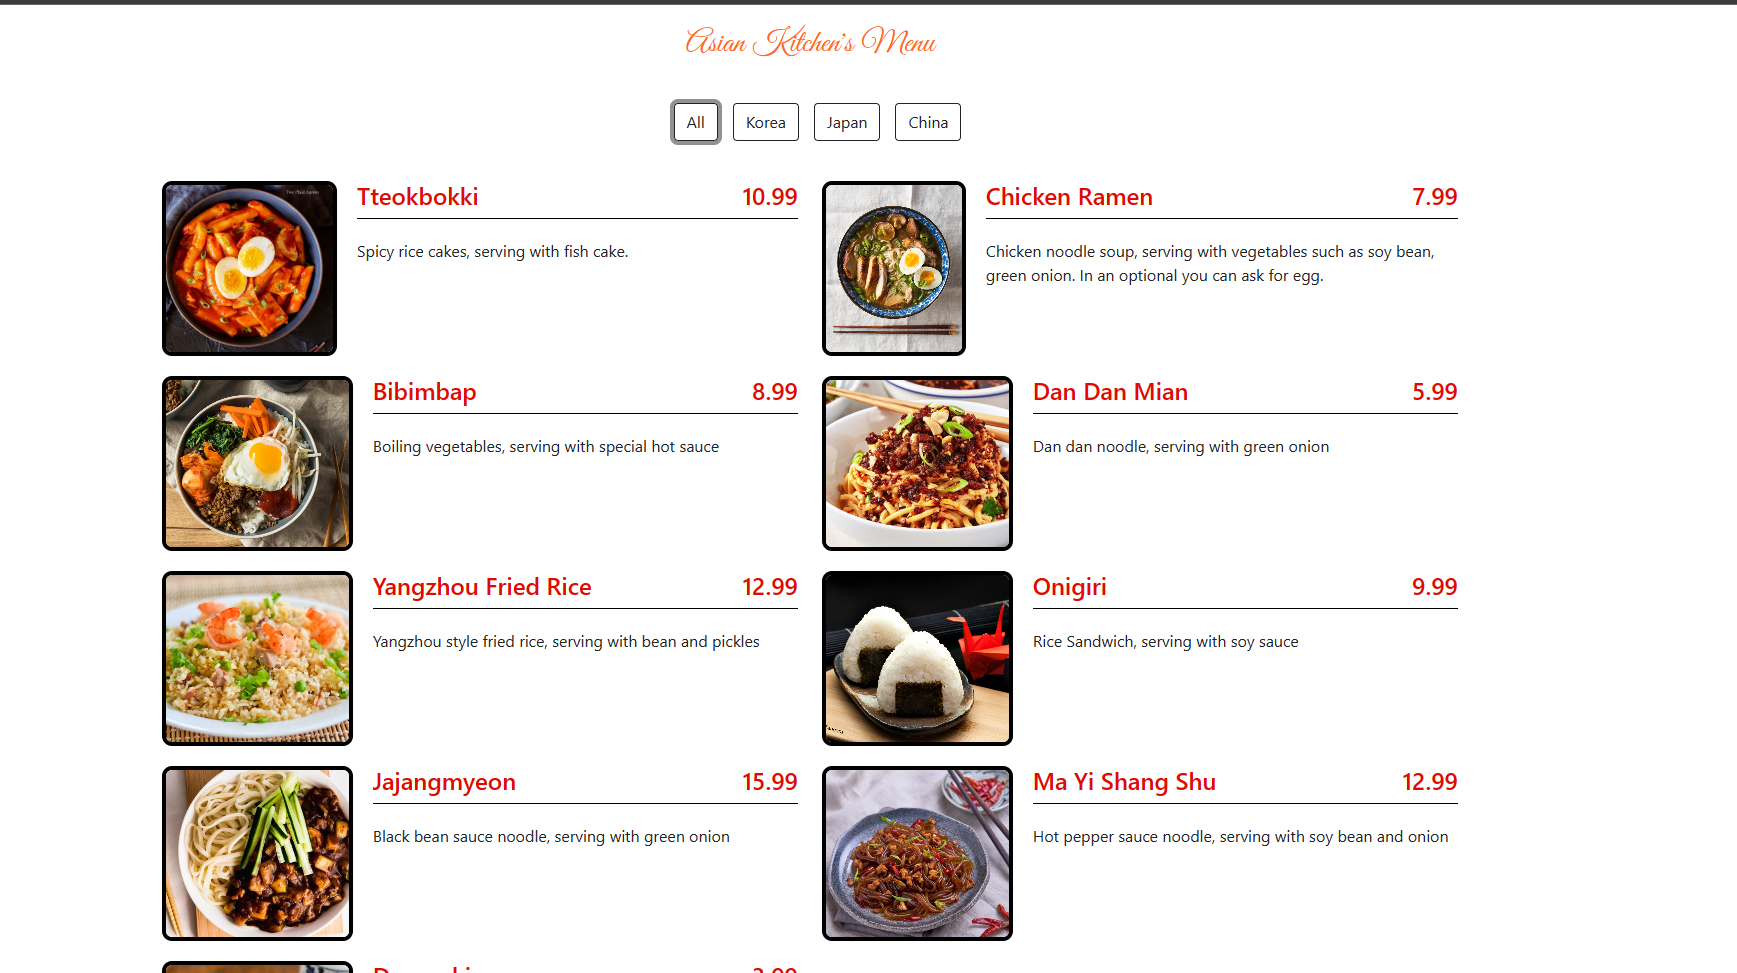 Asian Kitchen's Menu
All Korea Japan China
Tteokbokki 10.99
Spicy rice cakes, serving with fish cake.
Chicken Ramen 7.99
Chicken noodle soup, serving with vegetables such as soy bean,
green onion. In an optional you can ask for egg.
Bibimbap 8.99
Boiling vegetables, serving with special hot sauce
Dan Dan Mian 5.99
Dan dan noodle, serving with green onion
Yangzhou Fried Rice 12.99
Yangzhou style fried rice, serving with bean and pickles
Onigiri 9.99
Rice Sandwich, serving with soy sauce
Jajangmyeon 15.99
Black bean sauce noodle, serving with green onion
Ma Yi Shang Shu 12.99
Hot pepper sauce noodle, serving with soy bean and onion